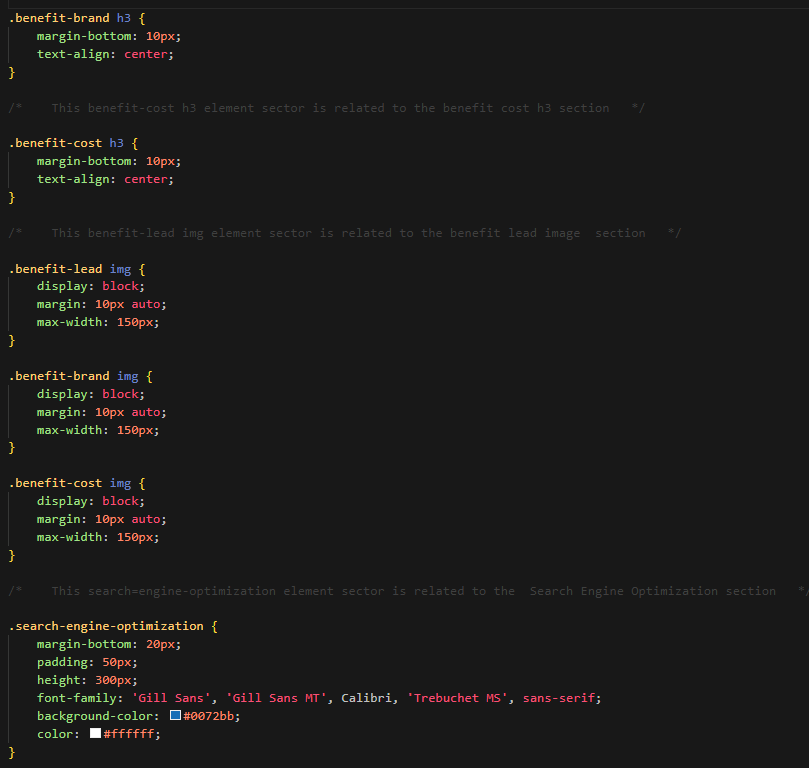 .benefit-brand h3 {
    margin-bottom: 10px;
    text-align: center;
}
/*    This benefit-cost h3 element sector is related to the benefit cost h3 section   */
.benefit-cost h3 {
    margin-bottom: 10px;
    text-align: center;
}
/*    This benefit-lead img element sector is related to the benefit lead image  section   */
.benefit-lead img {
    display: block;
    margin: 10px auto;
    max-width: 150px;
}
.benefit-brand img {
    display: block;
    margin: 10px auto;
    max-width: 150px;
}
.benefit-cost img {
    display: block;
    margin: 10px auto;
    max-width: 150px;
}
/*    This search=engine-optimization element sector is related to the  Search Engine Optimization section   */
.search-engine-optimization {
    margin-bottom: 20px;
    padding: 50px;
    height: 300px;
    font-family: 'Gill Sans', 'Gill Sans MT', Calibri, 'Trebuchet MS', sans-serif;
    background-color: #0072bb;
    color: #ffffff;
}